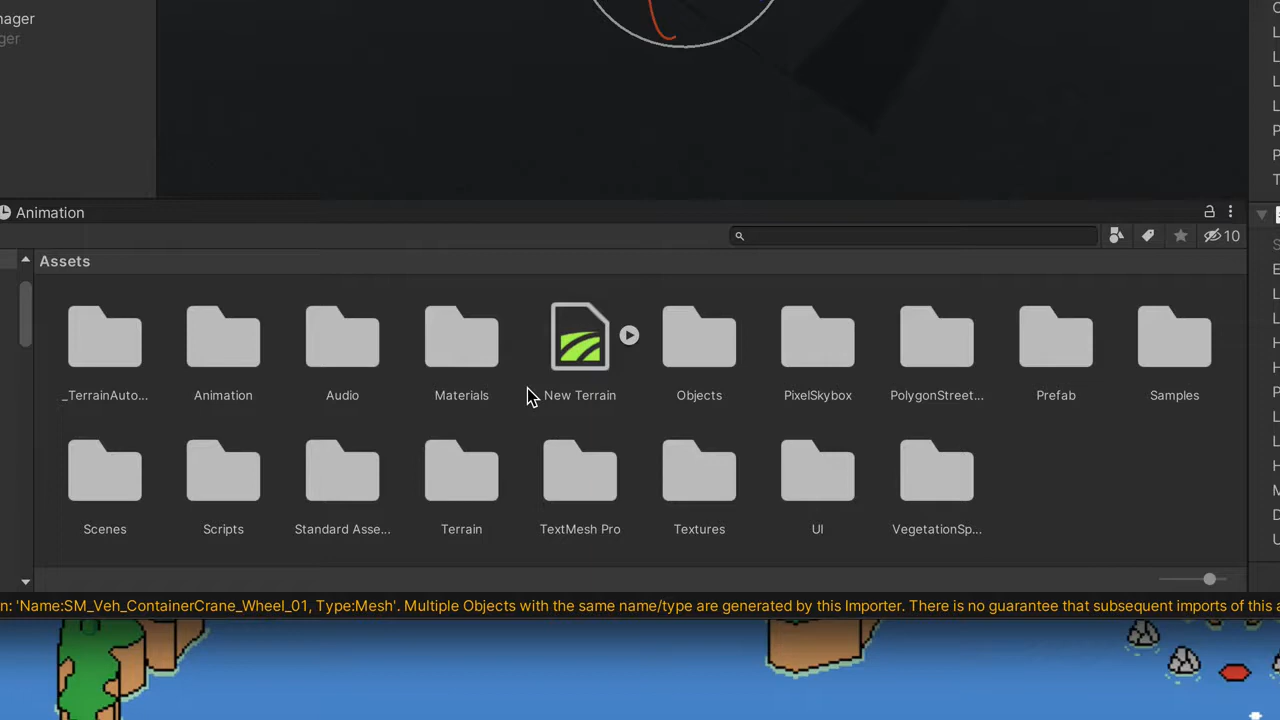 nager
ger
Animation
10
Assets
_TerrainAuto...
Animation
Audio
Materials
New Terrain
Objects
PixelSkybox
PolygonStreet...
Prefab
Samples
Scenes
Scripts
Standard Asse...
Terrain
TextMesh Pro
Textures
UI
VegetationSp...
n: 'Name:SM_Veh_ContainerCrane_Wheel_01, Type:Mesh'. Multiple Objects with the same name/type are generated by this Importer. There is no guarantee that subsequent imports of this a